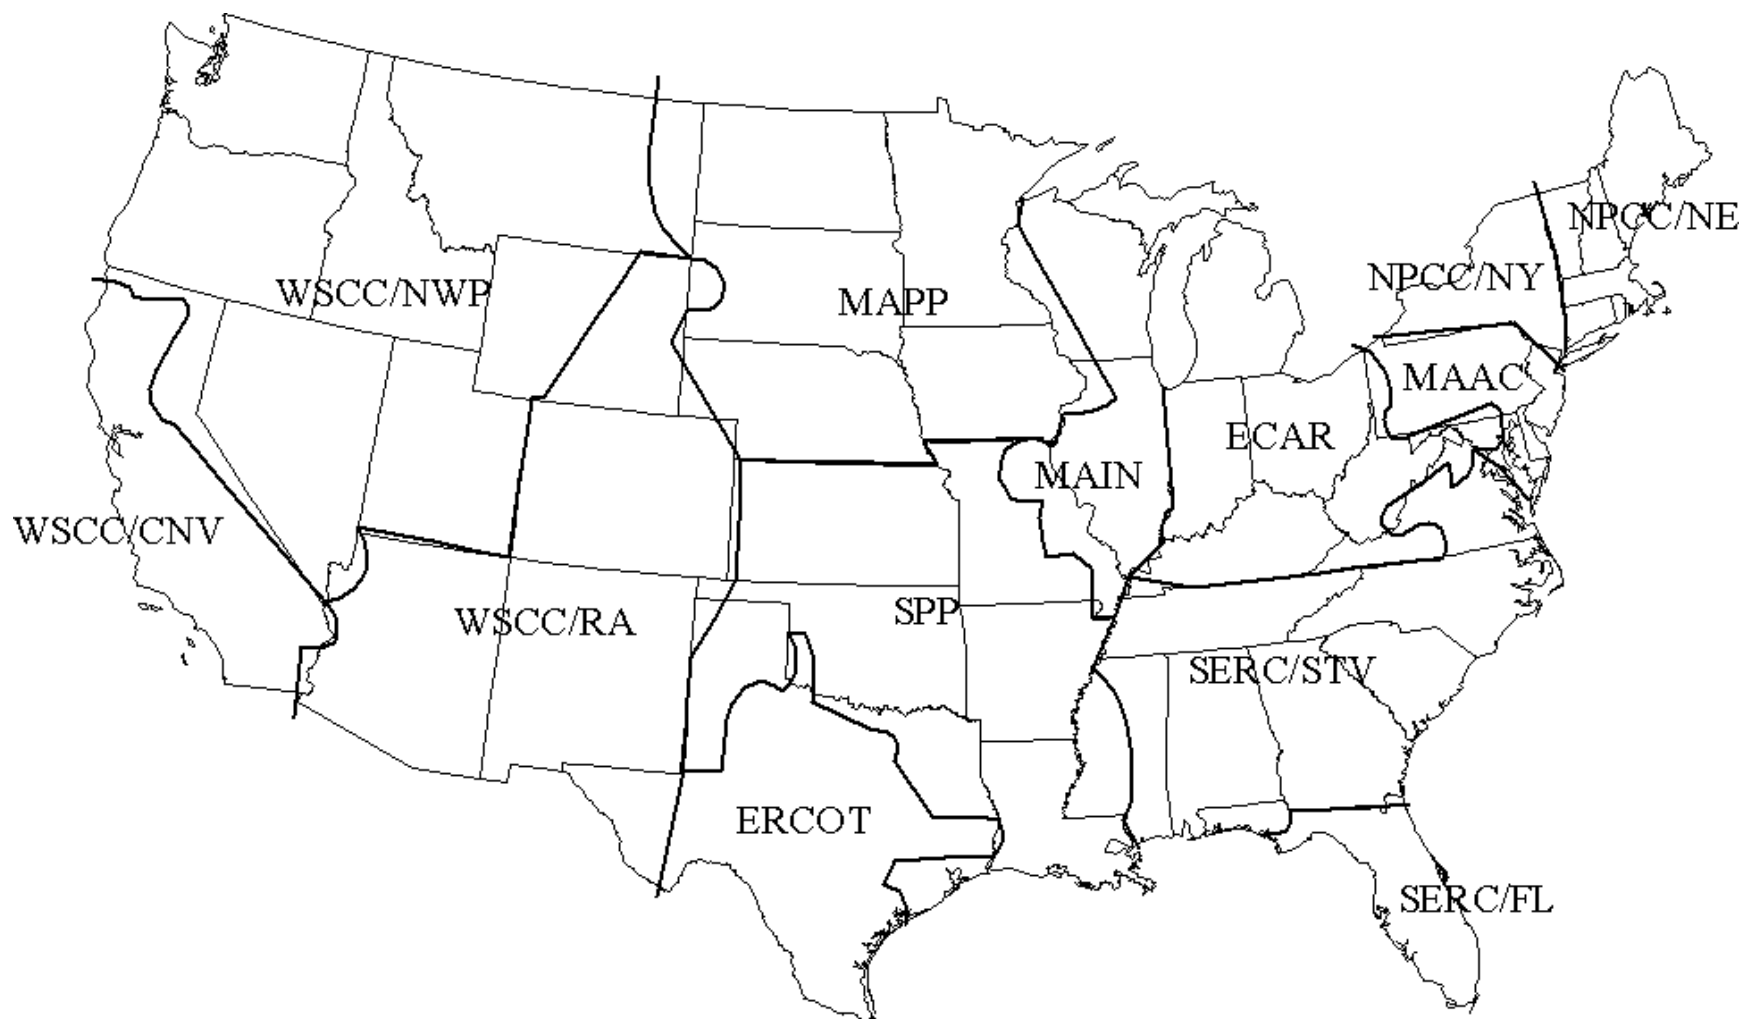 NPCC/NE
NPCC/NY
WSCC/NWP
MAPP
MAAC
ECAR
MAIN
WSCC/CNV
SPP
WSCC/RA
SERC/STV
ERCOT
SERC/FL